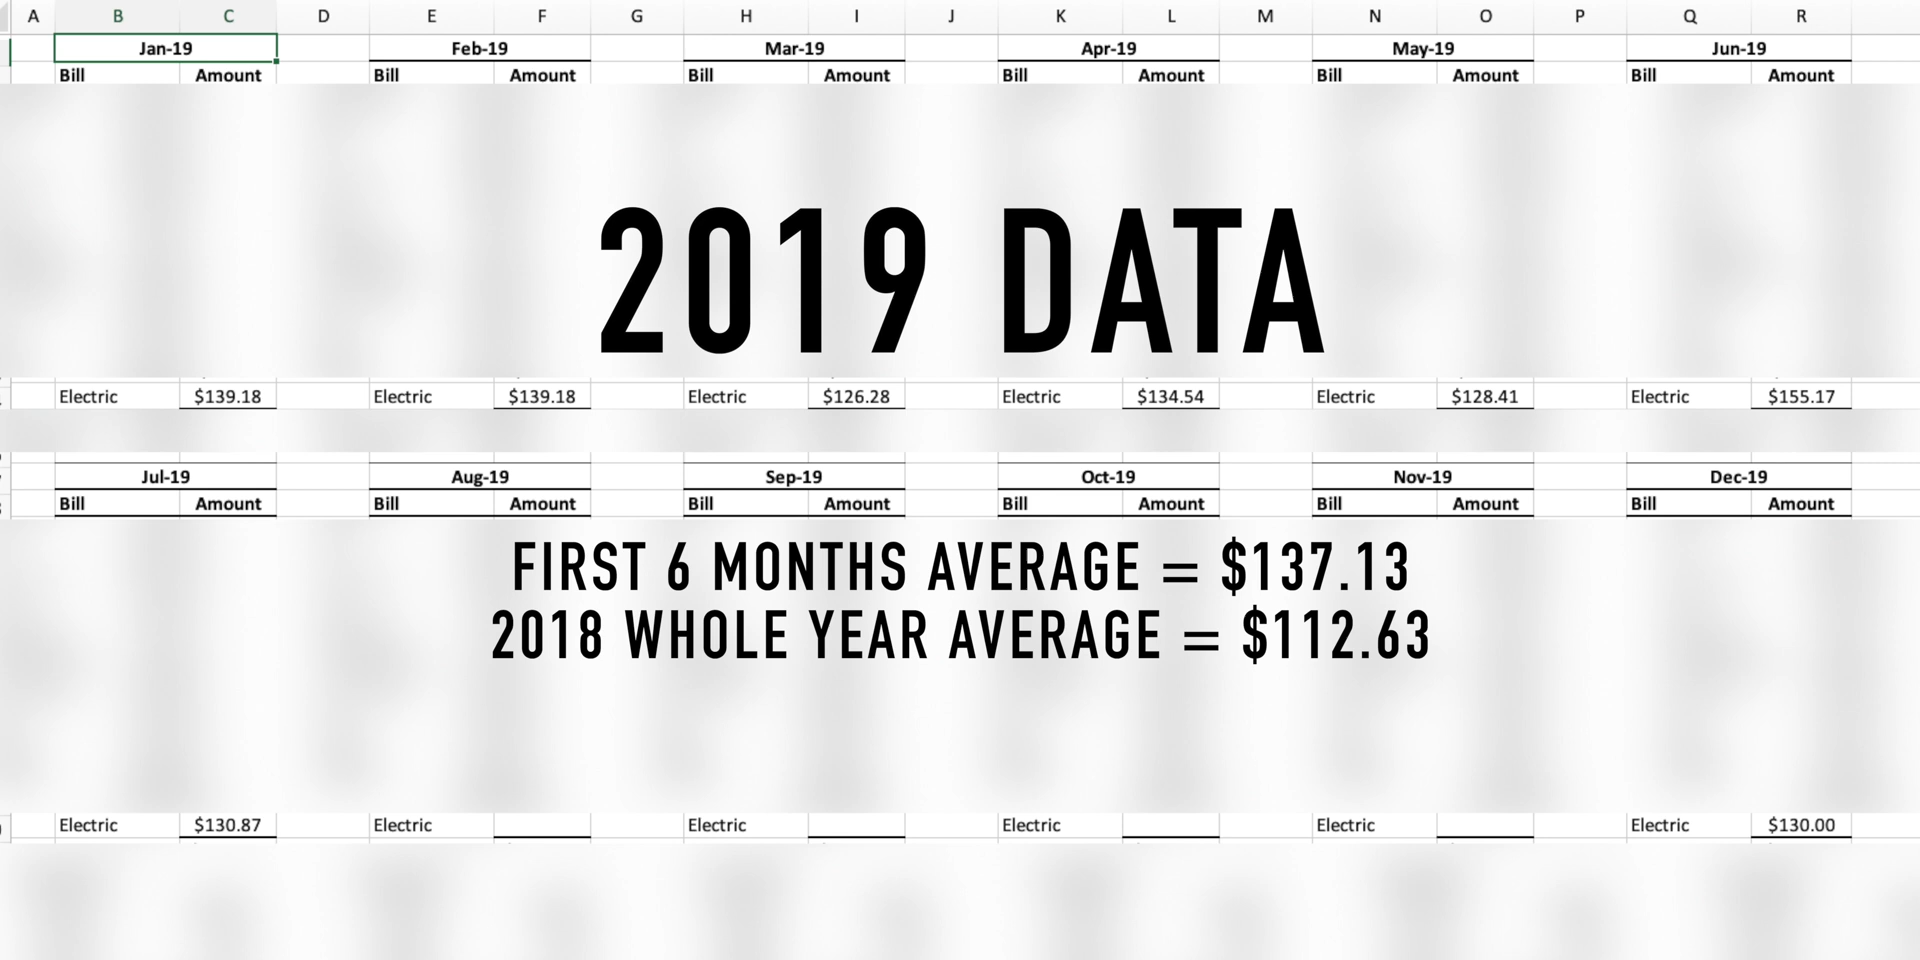 A B C D E F G H I J K L M N O P Q R
Jan-19 Feb-19 Mar-19 Apr-19 May-19 Jun-19
Bill Amount Bill Amount Bill Amount Bill Amount Bill Amount Bill Amount
2019 DATA
Electric $139.18 Electric $139.18 Electric $126.28 Electric $134.54 Electric $128.41 Electric $155.17
Jul-19 Aug-19 Sep-19 Oct-19 Nov-19 Dec-19
Bill Amount Bill Amount Bill Amount Bill Amount Bill Amount Bill Amount
FIRST 6 MONTHS AVERAGE = $137.13
2018 WHOLE YEAR AVERAGE = $112.63
Electric $130.87 Electric Electric Electric Electric Electric $130.00